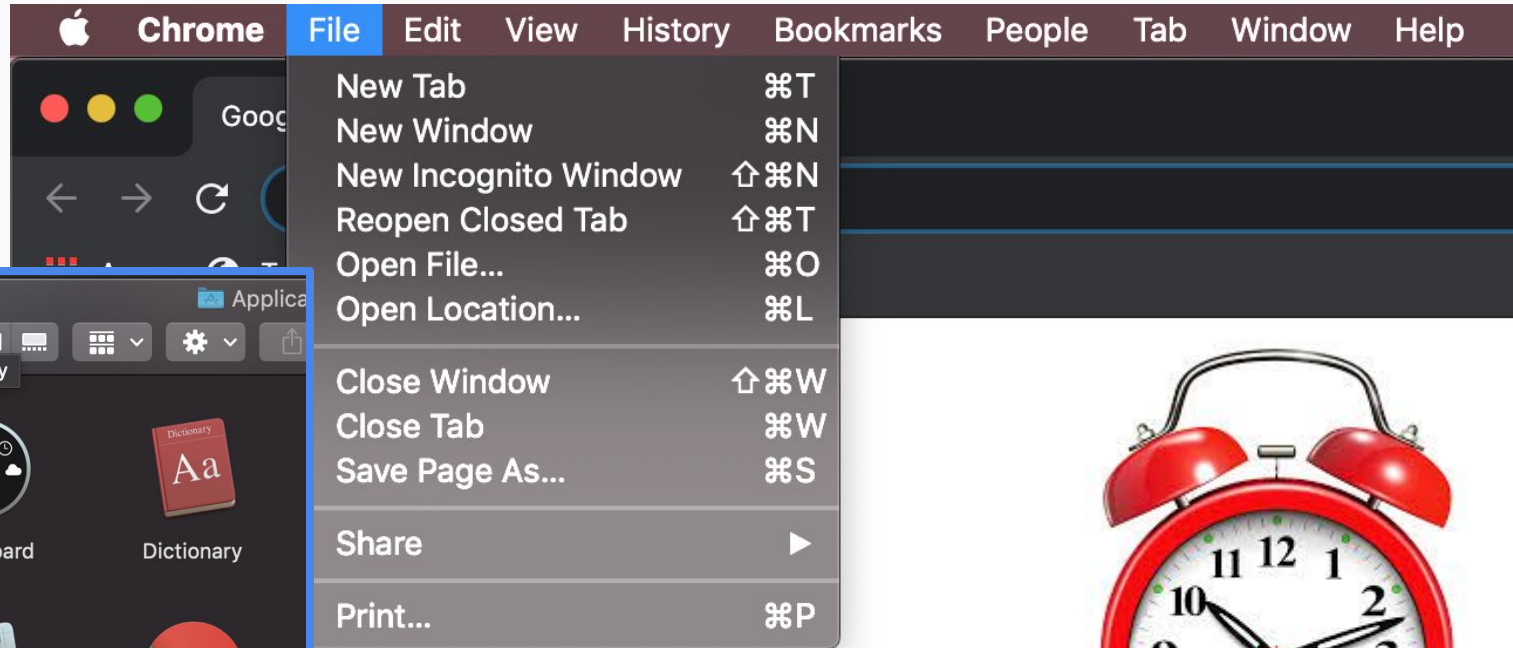 Chrome File Edit View History Bookmarks People Tab Window Help
Goog
New Tab ⌘T
New Window ⌘N
New Incognito Window ⇧⌘N
Reopen Closed Tab ⇧⌘T
Open File... ⌘O
Open Location... ⌘L
Close Window ⇧⌘W
Close Tab ⌘W
Save Page As... ⌘S
Share ▶
Print... ⌘P
Applica
y
Dictionary
Aa
ard
Dictionary
11 12 1
10 2